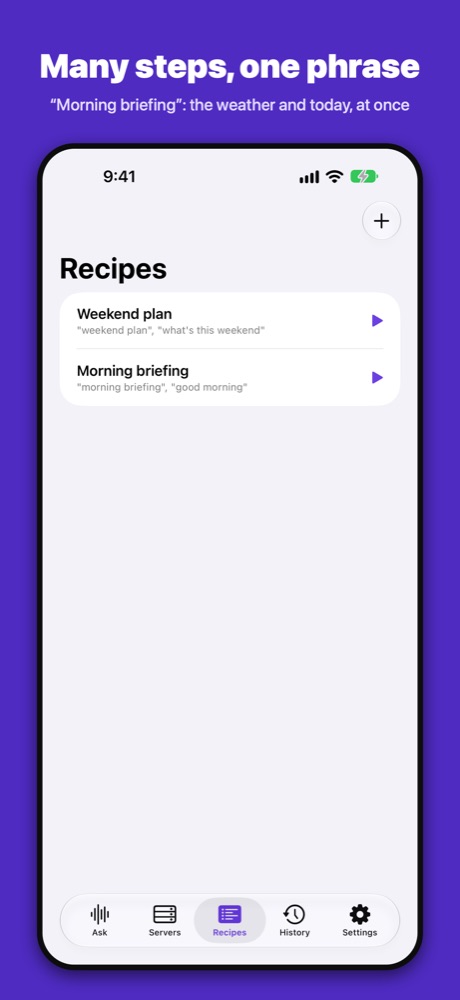 Many steps, one phrase
“Morning briefing”: the weather and today, at once
9:41
Recipes
Weekend plan
"weekend plan", "what's this weekend"
Morning briefing
"morning briefing", "good morning"
Ask
Servers
Recipes
History
Settings